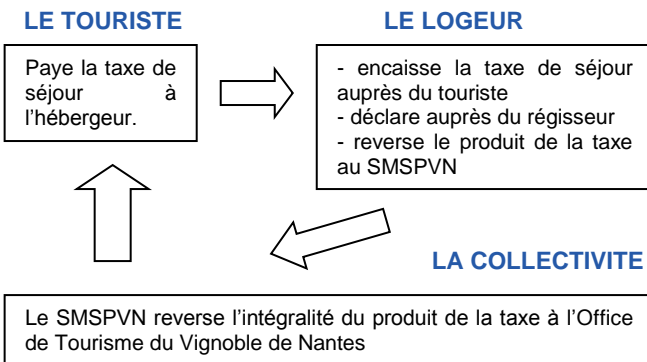 LE TOURISTE
Paye la taxe de
séjour à
l’hébergeur.
LE LOGEUR
- encaisse la taxe de séjour
auprès du touriste
- déclare auprès du régisseur
- reverse le produit de la taxe
au SMSPVN
LA COLLECTIVITE
Le SMSPVN reverse l’intégralité du produit de la taxe à l’Office
de Tourisme du Vignoble de Nantes